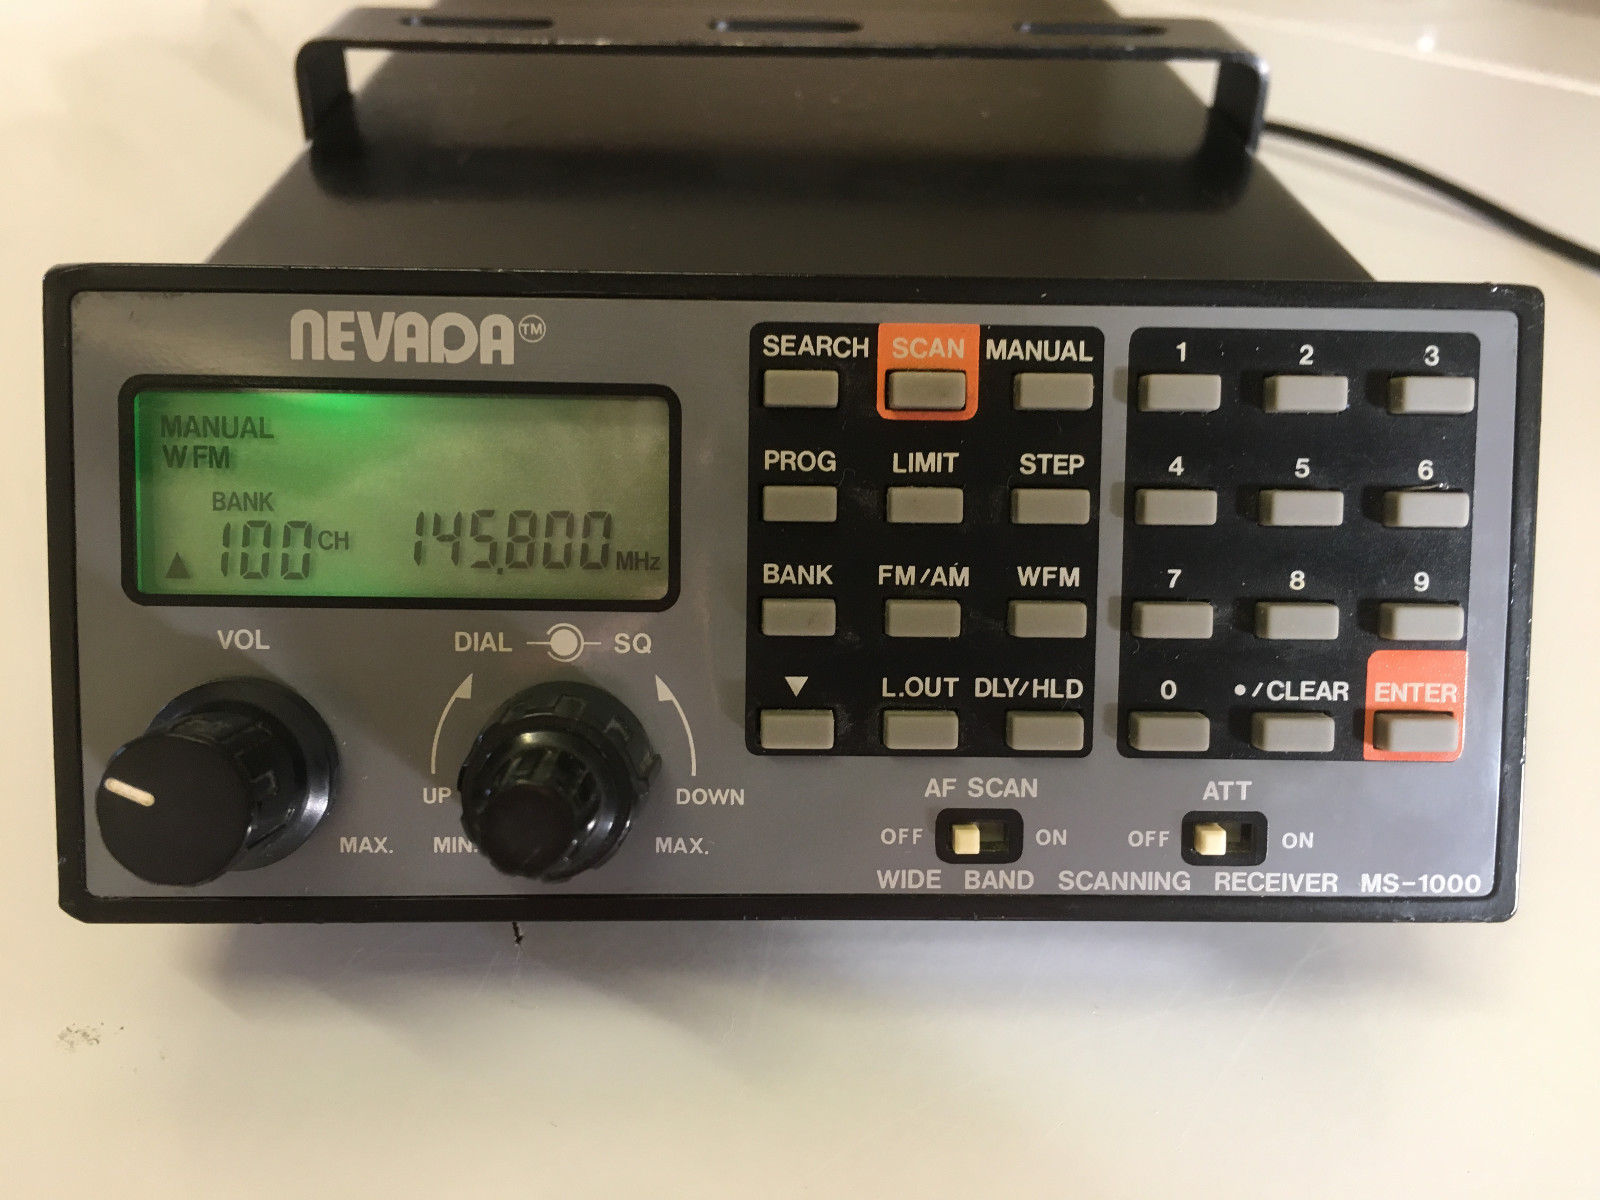 NEVADA™
MANUAL
WFM
BANK
100 CH 145.800 MHz
VOL
DIAL SQ
UP DOWN
MAX. MIN. MAX.
SEARCH SCAN MANUAL
PROG LIMIT STEP
BANK FM/AM WFM
▼ L.OUT DLY/HLD
1 2 3
4 5 6
7 8 9
0 •/CLEAR ENTER
AF SCAN ATT
OFF ON OFF ON
WIDE BAND SCANNING RECEIVER MS-1000